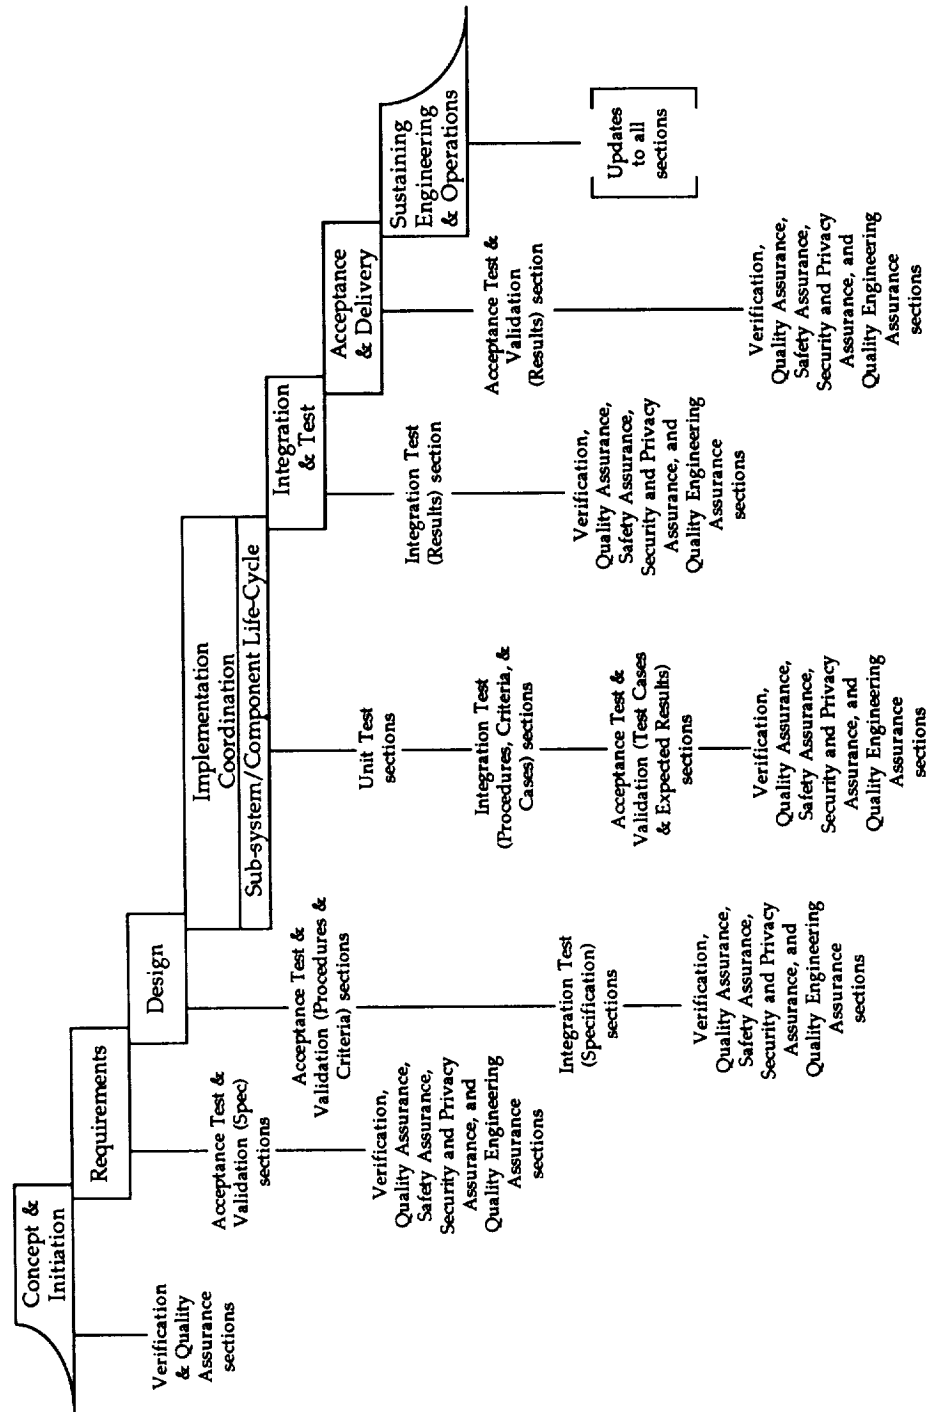 Concept &
Initiation
Verification
& Quality
Assurance
sections
Requirements
Acceptance Test &
Validation (Spec)
sections
Verification,
Quality Assurance,
Safety Assurance,
Security and Privacy
Assurance, and
Quality Engineering
Assurance
sections
Design
Acceptance Test &
Validation (Procedures &
Criteria) sections
Integration Test
(Specification)
sections
Verification,
Quality Assurance,
Safety Assurance,
Security and Privacy
Assurance, and
Quality Engineering
Assurance
sections
Implementation
Coordination
Sub-system/Component Life-Cycle
Unit Test
sections
Integration Test
(Procedures, Criteria, &
Cases) sections
Acceptance Test &
Validation (Test Cases
& Expected Results)
sections
Verification,
Quality Assurance,
Safety Assurance,
Security and Privacy
Assurance, and
Quality Engineering
Assurance
sections
Integration
& Test
Integration Test
(Results) section
Verification,
Quality Assurance,
Safety Assurance,
Security and Privacy
Assurance, and
Quality Engineering
Assurance
sections
Acceptance
& Delivery
Acceptance Test &
Validation
(Results) section
Verification,
Quality Assurance,
Safety Assurance,
Security and Privacy
Assurance, and
Quality Engineering
Assurance
sections
Sustaining
Engineering
& Operations
Updates
to all
sections